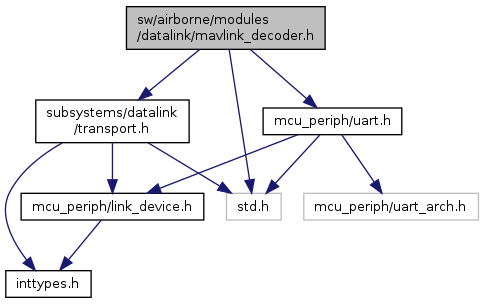 sw/airborne/modules
/datalink/mavlink_decoder.h
subsystems/datalink
/transport.h
mcu_periph/uart.h
mcu_periph/link_device.h
std.h
mcu_periph/uart_arch.h
inttypes.h